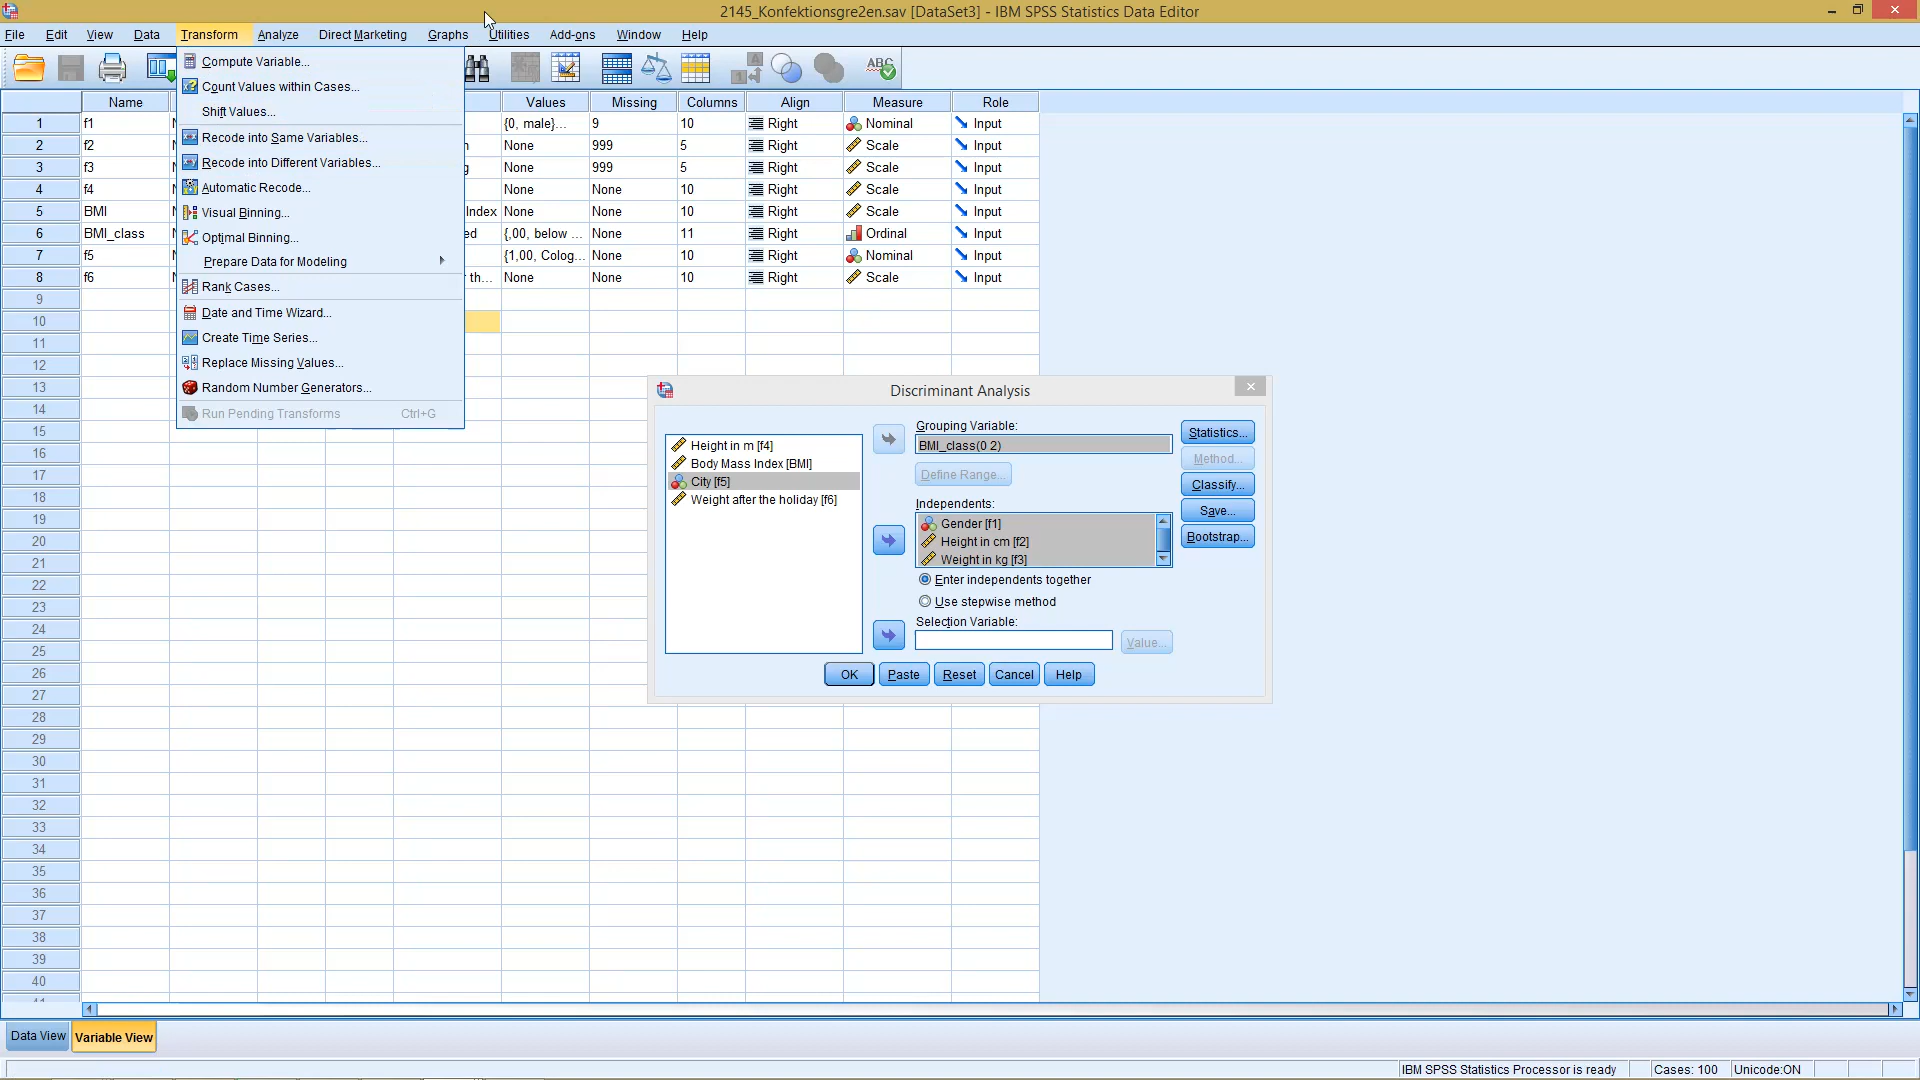 2145_Konfektionsgre2en.sav [DataSet3] - IBM SPSS Statistics Data Editor
File Edit View Data Transform Analyze Direct Marketing Graphs Utilities Add-ons Window Help
Compute Variable...
Count Values within Cases...
Shift Values...
Recode into Same Variables...
Recode into Different Variables...
Automatic Recode...
Visual Binning...
Optimal Binning...
Prepare Data for Modeling
Rank Cases...
Date and Time Wizard...
Create Time Series...
Replace Missing Values...
Random Number Generators...
Run Pending Transforms Ctrl+G
Name Values Missing Columns Align Measure Role
1 f1 {0, male}... 9 10 Right Nominal Input
2 f2 None 999 5 Right Scale Input
3 f3 None 999 5 Right Scale Input
4 f4 None None 10 Right Scale Input
5 BMI Index None None 10 Right Scale Input
6 BMI_class ed {,00, below ... None 11 Right Ordinal Input
7 f5 {1,00, Colog... None 10 Right Nominal Input
8 f6 th... None None 10 Right Scale Input
9
10
11
12
13
14
15
16
17
18
19
20
21
22
23
24
25
26
27
28
29
30
31
32
33
34
35
36
37
38
39
40
Discriminant Analysis
Height in m [f4]
Body Mass Index [BMI]
City [f5]
Weight after the holiday [f6]
Grouping Variable:
BMI_class(0 2)
Define Range...
Independents:
Gender [f1]
Height in cm [f2]
Weight in kg [f3]
Enter independents together
Use stepwise method
Selection Variable:
Value...
Statistics...
Method...
Classify...
Save...
Bootstrap...
OK Paste Reset Cancel Help
Data View Variable View
IBM SPSS Statistics Processor is ready Cases: 100 Unicode:ON